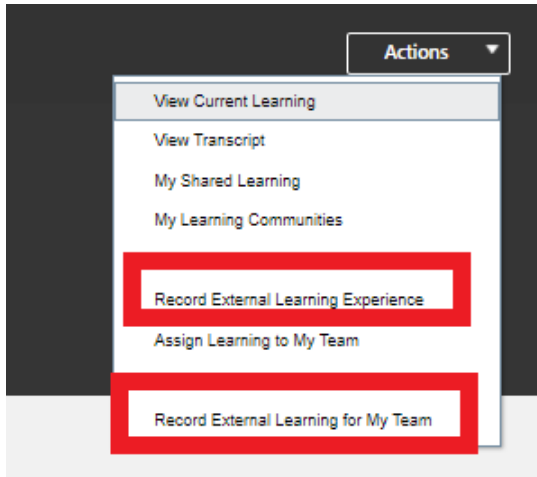 Actions
View Current Learning
View Transcript
My Shared Learning
My Learning Communities
Record External Learning Experience
Assign Learning to My Team
Record External Learning for My Team